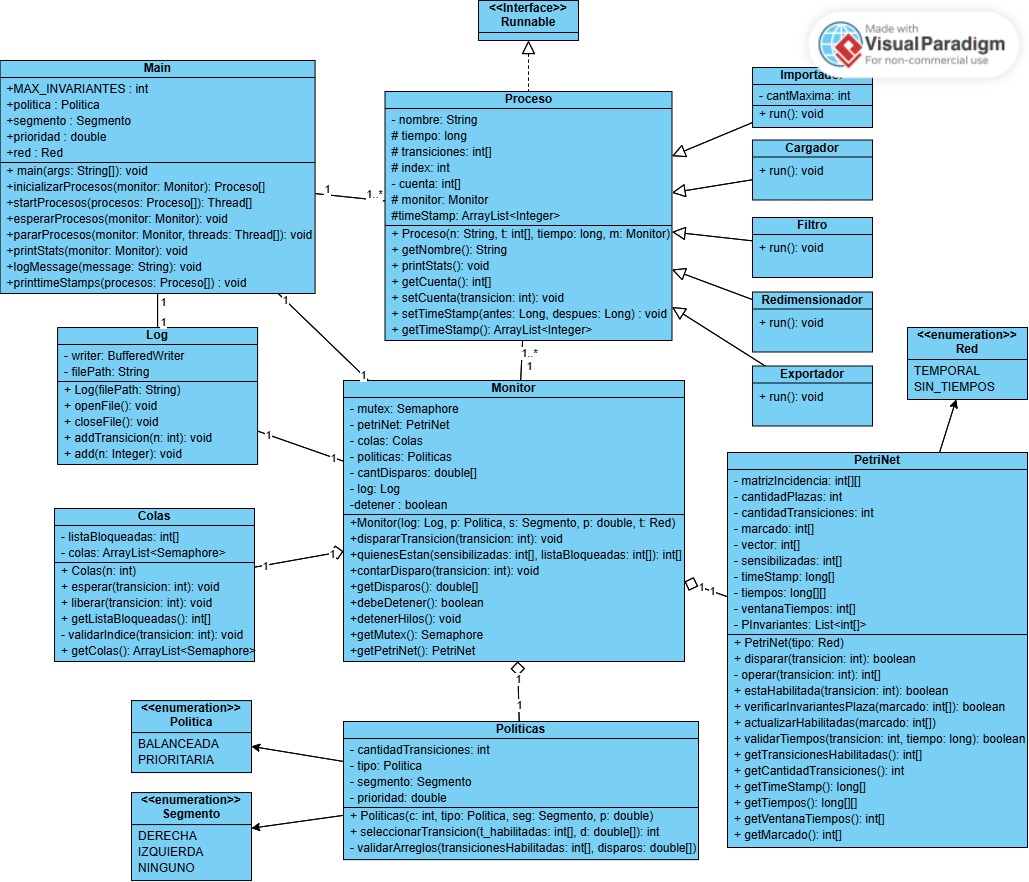 <<Interface>>
Runnable
Made with
VisualParadigm
For non-commercial use
Main
+MAX_INVARIANTES : int
+politica : Politica
+segmento : Segmento
+prioridad : double
+red : Red
+ main(args: String[]): void
+inicializarProcesos(monitor: Monitor): Proceso[]
+startProcesos(procesos: Proceso[]): Thread[]
+esperarProcesos(monitor: Monitor): void
+pararProcesos(monitor: Monitor, threads: Thread[]): void
+printStats(monitor: Monitor): void
+logMessage(message: String): void
+printtimeStamps(procesos: Proceso[]) : void
Proceso
- nombre: String
# tiempo: long
# transiciones: int[]
# index: int
- cuenta: int[]
# monitor: Monitor
#timeStamp: ArrayList<Integer>
+ Proceso(n: String, t: int[], tiempo: long, m: Monitor)
+ getNombre(): String
+ printStats(): void
+ getCuenta(): int[]
+ setCuenta(transicion: int): void
+ setTimeStamp(antes: Long, despues: Long) : void
+ getTimeStamp(): ArrayList<Integer>
Importador
- cantMaxima: int
+ run(): void
Cargador
+ run(): void
Filtro
+ run(): void
Redimensionador
+ run(): void
Exportador
+ run(): void
1
1..*
1
1
1
1
1..*
1
Log
- writer: BufferedWriter
- filePath: String
+ Log(filePath: String)
+ openFile(): void
+ closeFile(): void
+ addTransicion(n: int): void
+ add(n: Integer): void
1
1
Monitor
- mutex: Semaphore
- petriNet: PetriNet
- colas: Colas
- politicas: Politicas
- cantDisparos: double[]
- log: Log
-detener : boolean
+Monitor(log: Log, p: Politica, s: Segmento, p: double, t: Red)
+dispararTransicion(transicion: int): void
+quienesEstan(sensibilizadas: int[], listaBloqueadas: int[]): int[]
+contarDisparo(transicion: int): void
+getDisparos(): double[]
+debeDetener(): boolean
+detenerHilos(): void
+getMutex(): Semaphore
+getPetriNet(): PetriNet
<<enumeration>>
Red
TEMPORAL
SIN_TIEMPOS
Colas
- listaBloqueadas: int[]
- colas: ArrayList<Semaphore>
+ Colas(n: int)
+ esperar(transicion: int): void
+ liberar(transicion: int): void
+ getListaBloqueadas(): int[]
- validarIndice(transicion: int): void
+ getColas(): ArrayList<Semaphore>
1
1
1
1
PetriNet
- matrizIncidencia: int[][]
- cantidadPlazas: int
- cantidadTransiciones: int
- marcado: int[]
- vector: int[]
- sensibilizadas: int[]
- timeStamp: long[]
- tiempos: long[][]
- ventanaTiempos: int[]
- PInvariantes: List<int[]>
+ PetriNet(tipo: Red)
+ disparar(transicion: int): boolean
- operar(transicion: int): int[]
+ estaHabilitada(transicion: int): boolean
+ verificarInvariantesPlaza(marcado: int[]): boolean
+ actualizarHabilitadas(marcado: int[])
+ validarTiempos(transicion: int, tiempo: long): boolean
+ getTransicionesHabilitadas(): int[]
+ getCantidadTransiciones(): int
+ getTimeStamp(): long[]
+ getTiempos(): long[][]
+ getVentanaTiempos(): int[]
+ getMarcado(): int[]
1
1
<<enumeration>>
Politica
BALANCEADA
PRIORITARIA
<<enumeration>>
Segmento
DERECHA
IZQUIERDA
NINGUNO
Politicas
- cantidadTransiciones: int
- tipo: Politica
- segmento: Segmento
- prioridad: double
+ Politicas(c: int, tipo: Politica, seg: Segmento, p: double)
+ seleccionarTransicion(t_habilitadas: int[], d: double[]): int
- validarArreglos(transicionesHabilitadas: int[], disparos: double[])